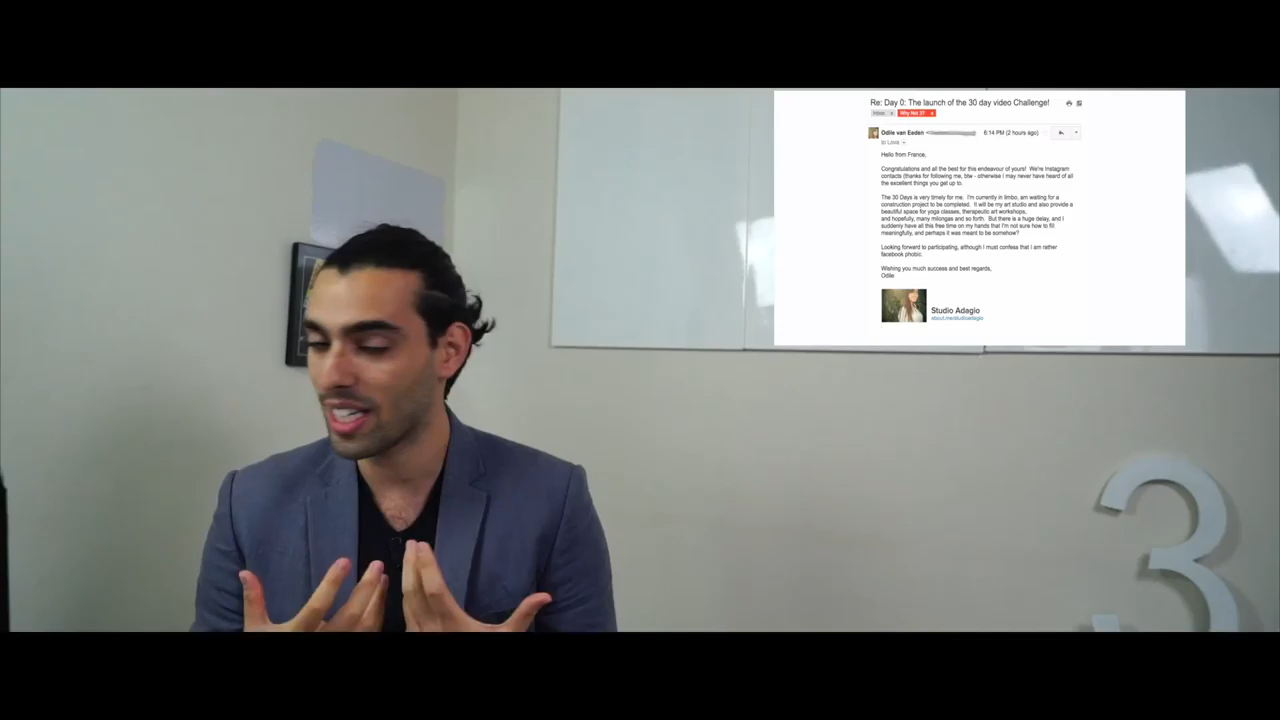 Re: Day 0: The launch of the 30 day video Challenge!
Inbox x Why Not 3? x
Odile van Eeden 6:14 PM (2 hours ago)
to Lova
Hello from France,
Congratulations and all the best for this endeavour of yours! We're Instagram
contacts (thanks for following me, btw - otherwise I may never have heard of all
the excellent things you get up to.
The 30 Days is very timely for me. I'm currently in limbo, am waiting for a
construction project to be completed. It will be my art studio and also provide a
beautiful space for yoga classes, therapeutic art workshops,
and hopefully, many milongas and so forth. But there is a huge delay, and I
suddenly have all this free time on my hands that I'm not sure how to fill
meaningfully, and perhaps it was meant to be somehow?
Looking forward to participating, although I must confess that I am rather
facebook phobic.
Wishing you much success and best regards,
Odile
Studio Adagio
about.me/studioadagio
3